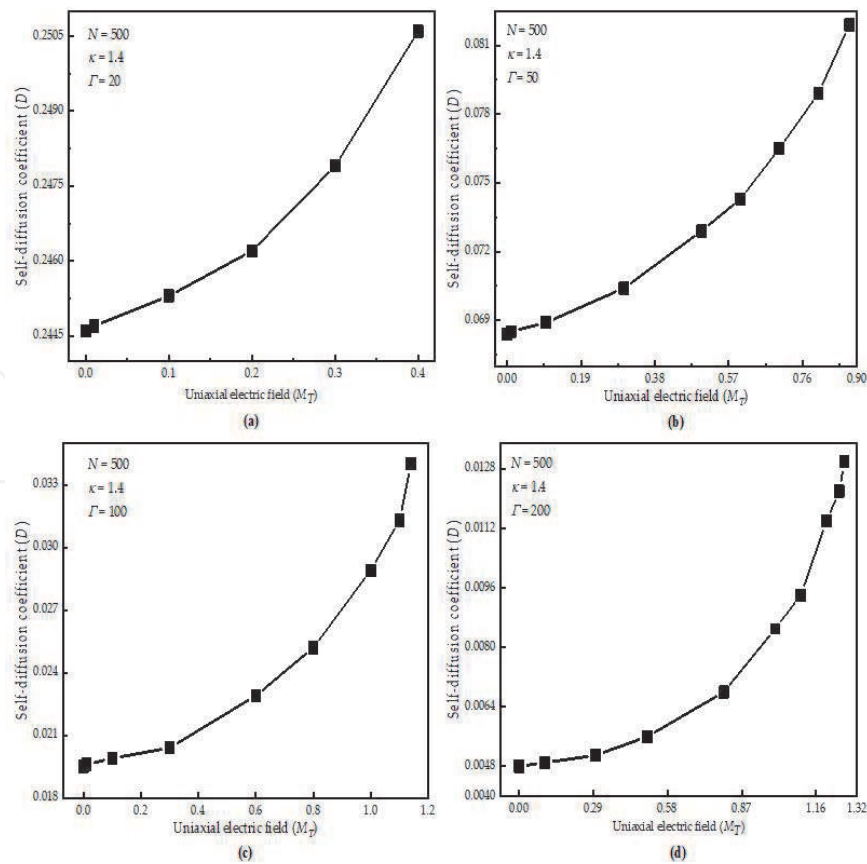 N = 500
κ = 1.4
Γ = 20
Self-diffusion coefficient (D)
0.2505
0.2490
0.2475
0.2460
0.2445
0.0
0.1
0.2
0.3
0.4
Uniaxial electric field (M_T)
(a)
N = 500
κ = 1.4
Γ = 50
Self-diffusion coefficient (D)
0.081
0.078
0.075
0.072
0.069
0.00
0.19
0.38
0.57
0.76
0.90
Uniaxial electric field (M_T)
(b)
N = 500
κ = 1.4
Γ = 100
Self-diffusion coefficient (D)
0.033
0.030
0.027
0.024
0.021
0.018
0.0
0.2
0.4
0.6
0.8
1.0
1.2
Uniaxial electric field (M_T)
(c)
N = 500
κ = 1.4
Γ = 200
Self-diffusion coefficient (D)
0.0128
0.0112
0.0096
0.0080
0.0064
0.0048
0.0040
0.00
0.29
0.58
0.87
1.16
1.32
Uniaxial electric field (M_T)
(d)